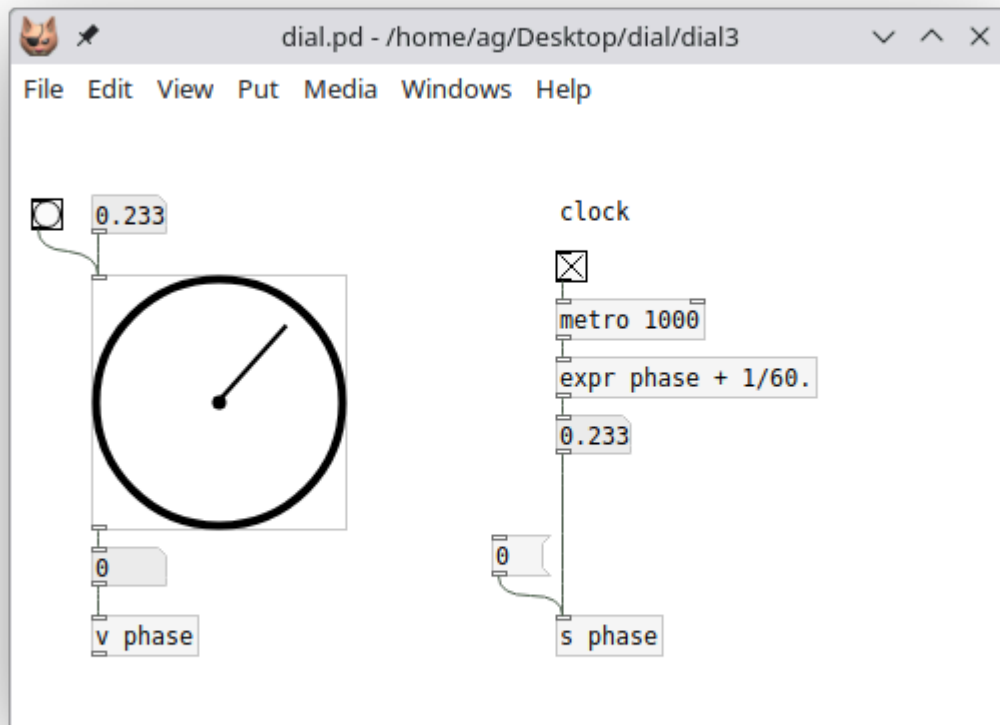 dial.pd - /home/ag/Desktop/dial/dial3
File Edit View Put Media Windows Help
0.233
clock
metro 1000
expr phase + 1/60.
0.233
0
0
v phase
s phase